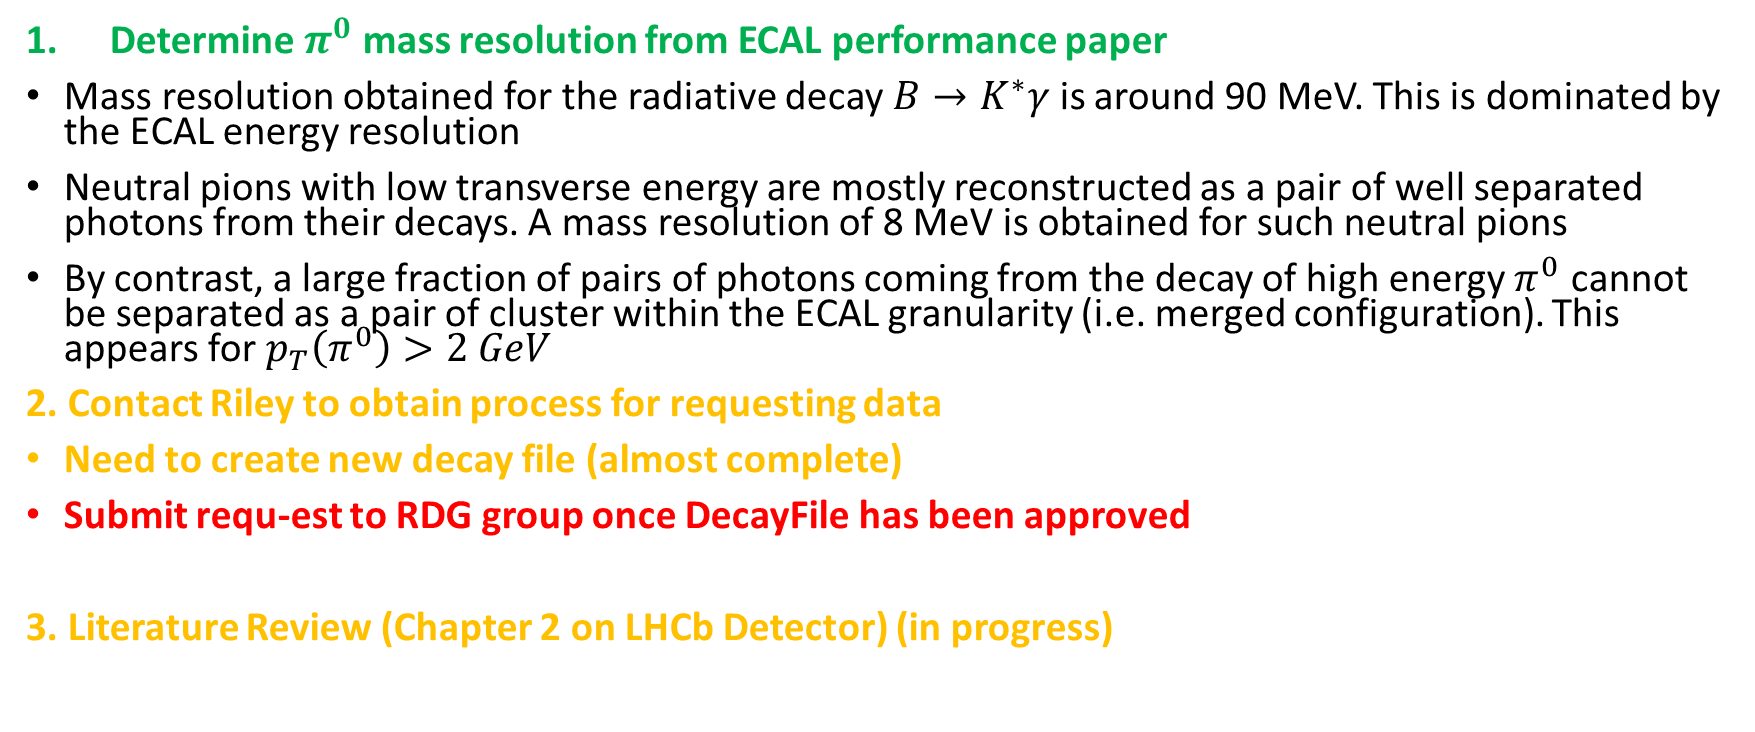 1. Determine π⁰ mass resolution from ECAL performance paper
• Mass resolution obtained for the radiative decay B → K*γ is around 90 MeV. This is dominated by
the ECAL energy resolution
• Neutral pions with low transverse energy are mostly reconstructed as a pair of well separated
photons from their decays. A mass resolution of 8 MeV is obtained for such neutral pions
• By contrast, a large fraction of pairs of photons coming from the decay of high energy π⁰ cannot
be separated as a pair of cluster within the ECAL granularity (i.e. merged configuration). This
appears for p_T(π⁰) > 2 GeV
2. Contact Riley to obtain process for requesting data
• Need to create new decay file (almost complete)
• Submit requ-est to RDG group once DecayFile has been approved
3. Literature Review (Chapter 2 on LHCb Detector) (in progress)